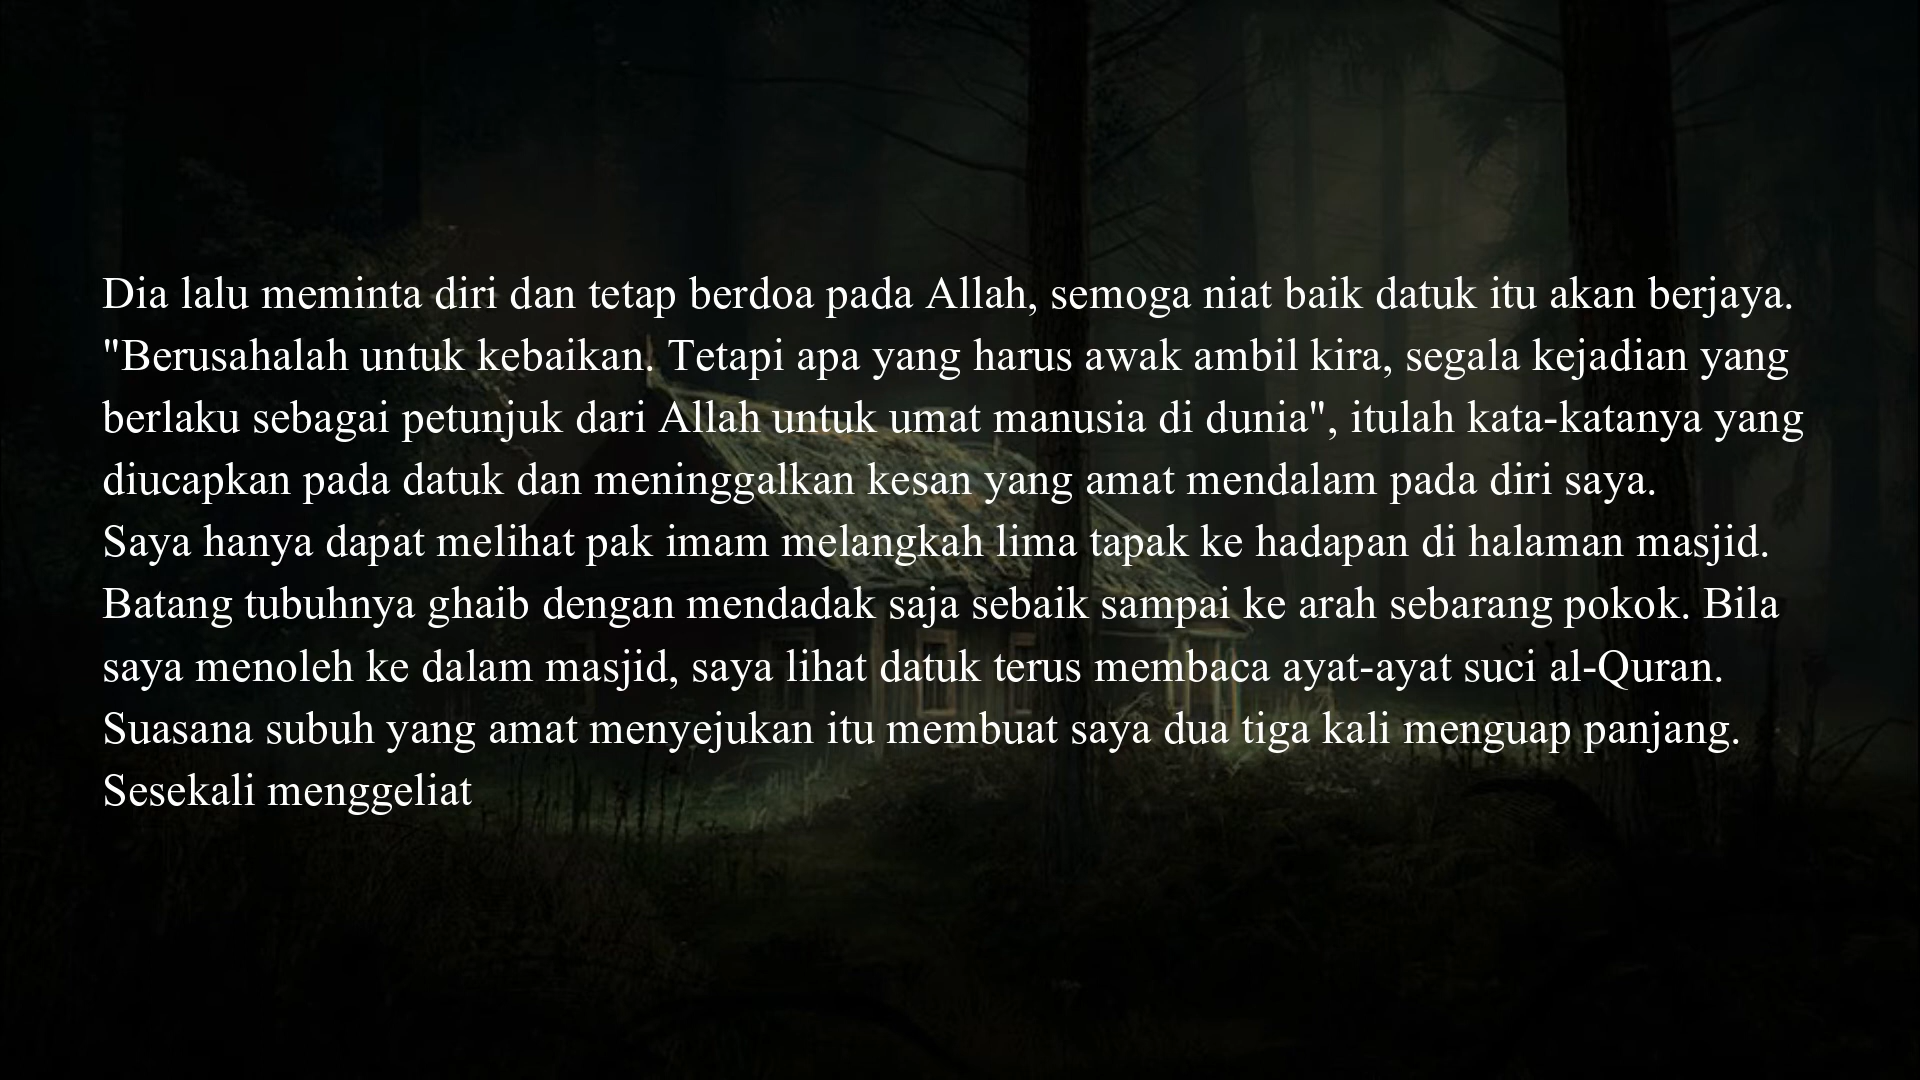 Dia lalu meminta diri dan tetap berdoa pada Allah, semoga niat baik datuk itu akan berjaya.
"Berusahalah untuk kebaikan. Tetapi apa yang harus awak ambil kira, segala kejadian yang
berlaku sebagai petunjuk dari Allah untuk umat manusia di dunia", itulah kata-katanya yang
diucapkan pada datuk dan meninggalkan kesan yang amat mendalam pada diri saya.
Saya hanya dapat melihat pak imam melangkah lima tapak ke hadapan di halaman masjid.
Batang tubuhnya ghaib dengan mendadak saja sebaik sampai ke arah sebarang pokok. Bila
saya menoleh ke dalam masjid, saya lihat datuk terus membaca ayat-ayat suci al-Quran.
Suasana subuh yang amat menyejukan itu membuat saya dua tiga kali menguap panjang.
Sesekali menggeliat